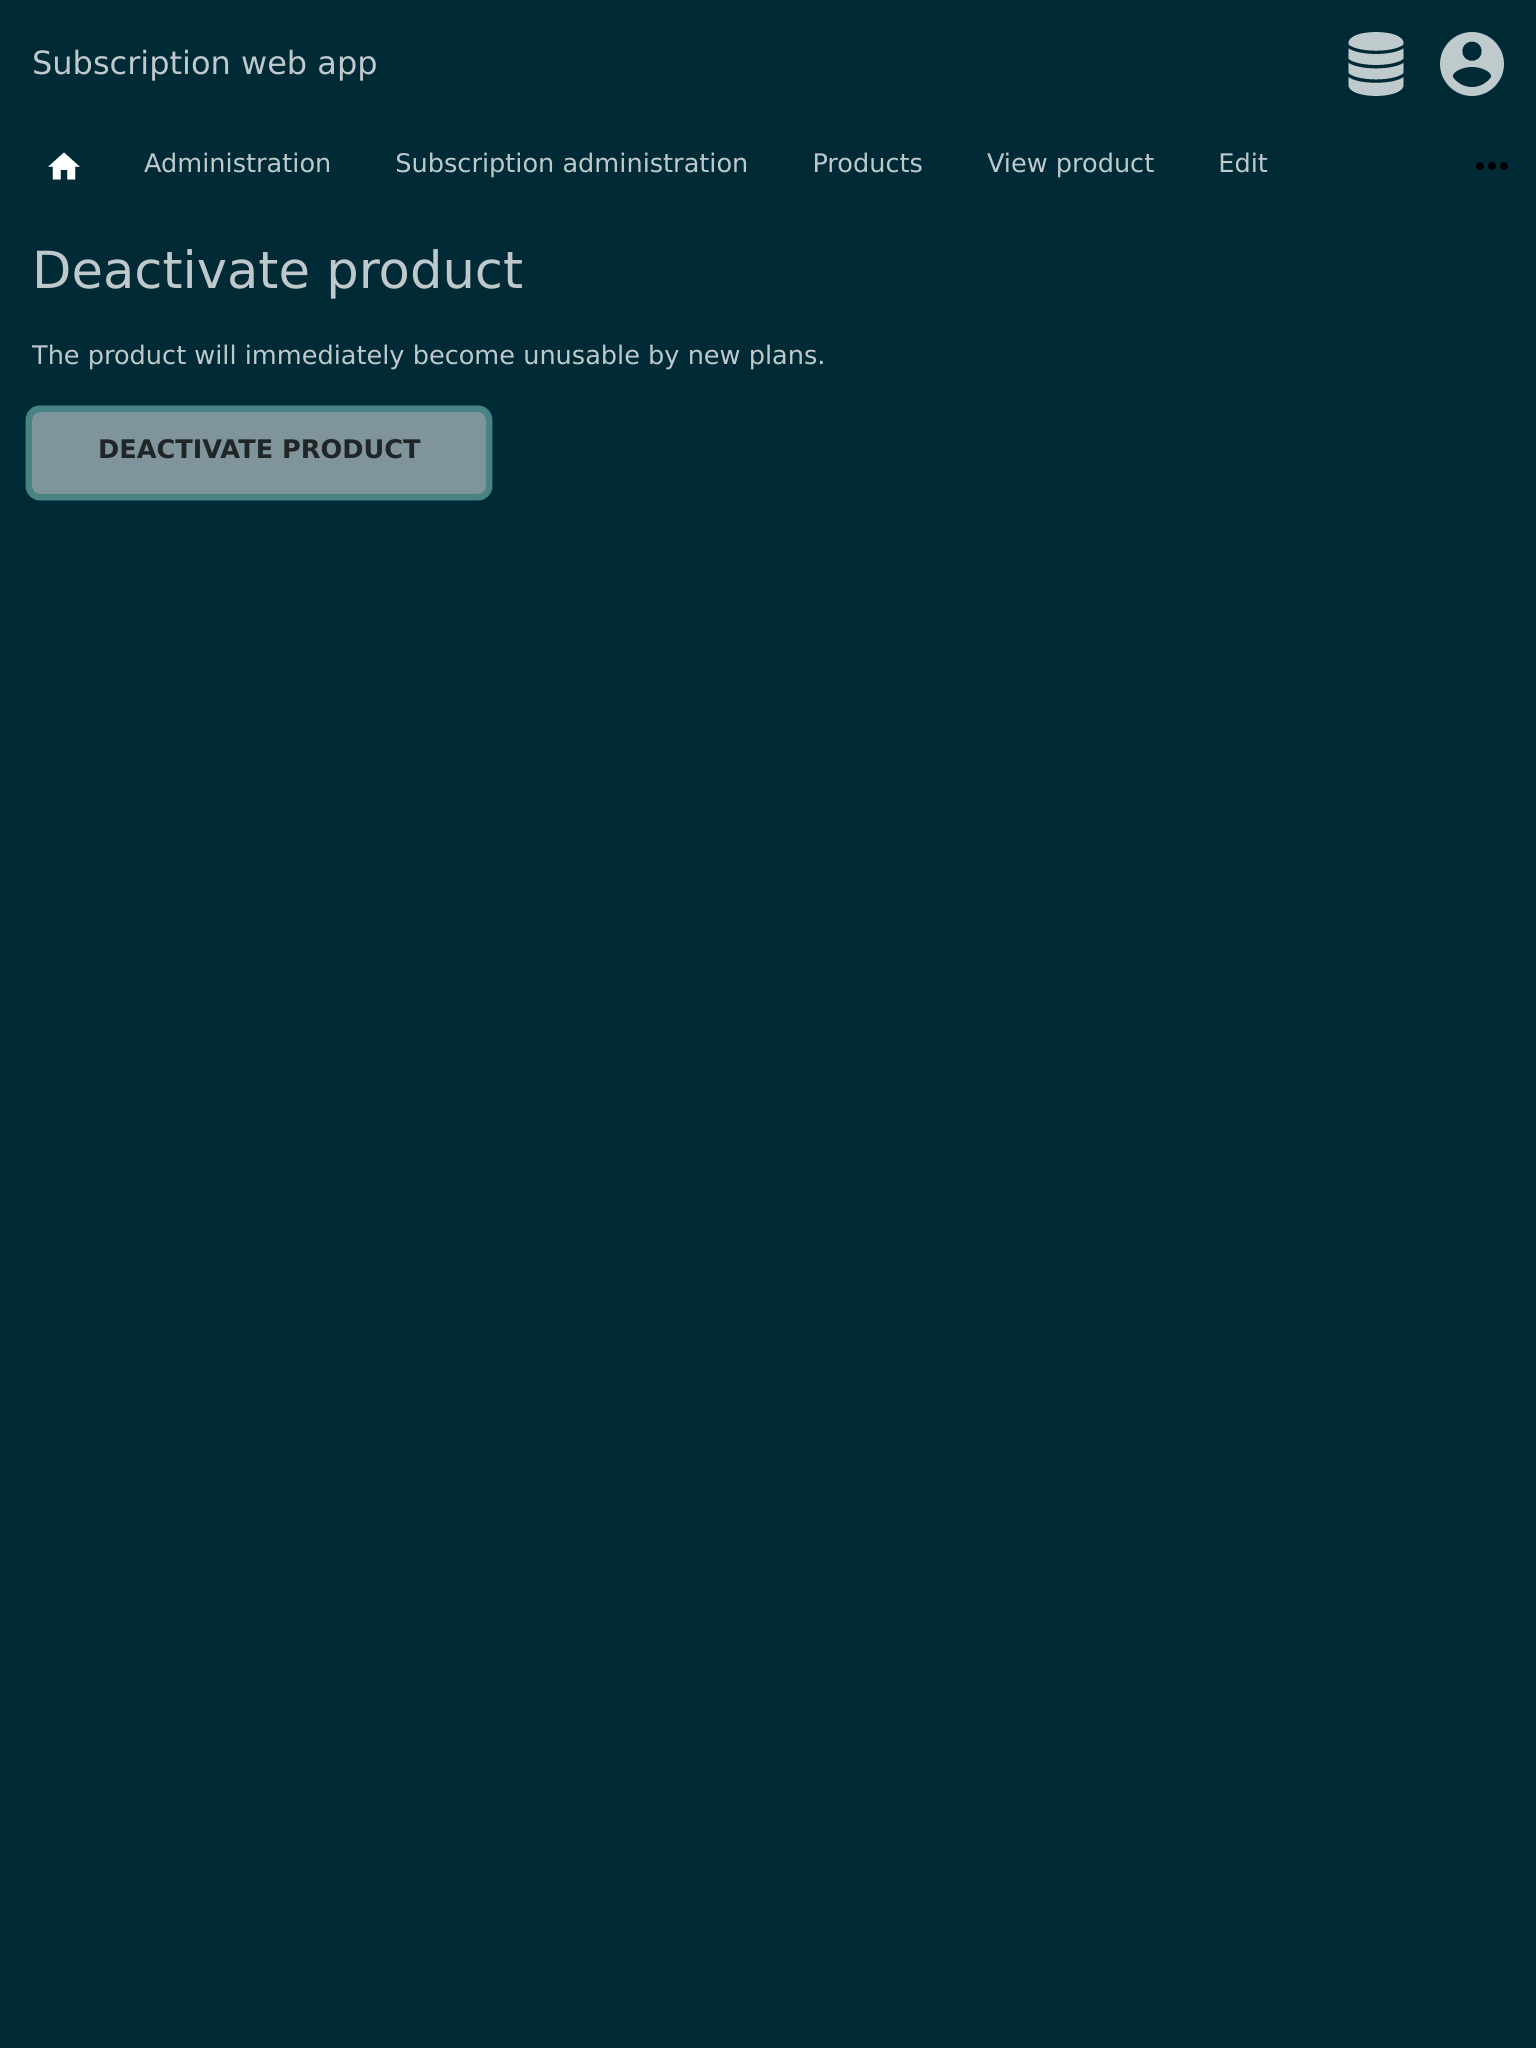 Subscription web app
Administration Subscription administration Products View product Edit
Deactivate product
The product will immediately become unusable by new plans.
DEACTIVATE PRODUCT